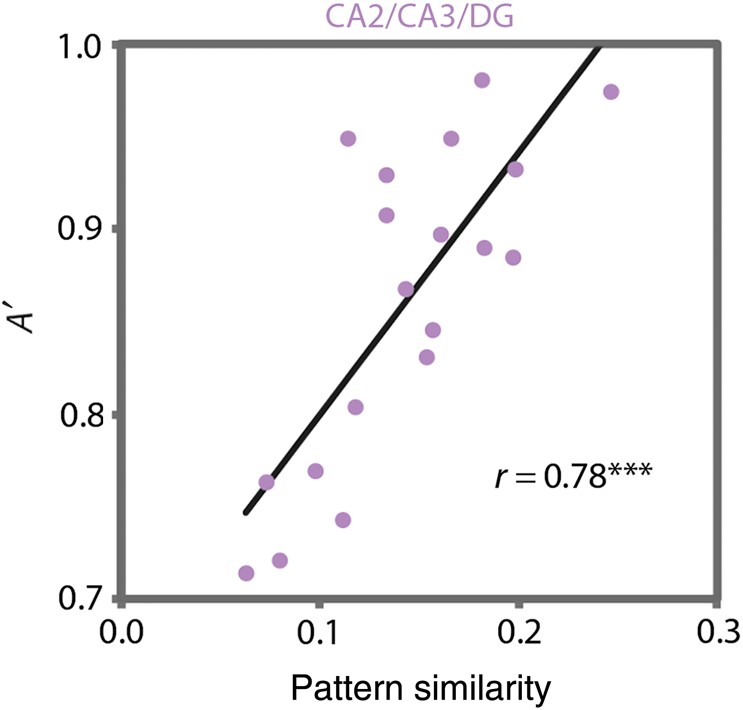 CA2/CA3/DG
1.0
0.9
0.8
0.7
A′
r = 0.78***
0.0 0.1 0.2 0.3
Pattern similarity